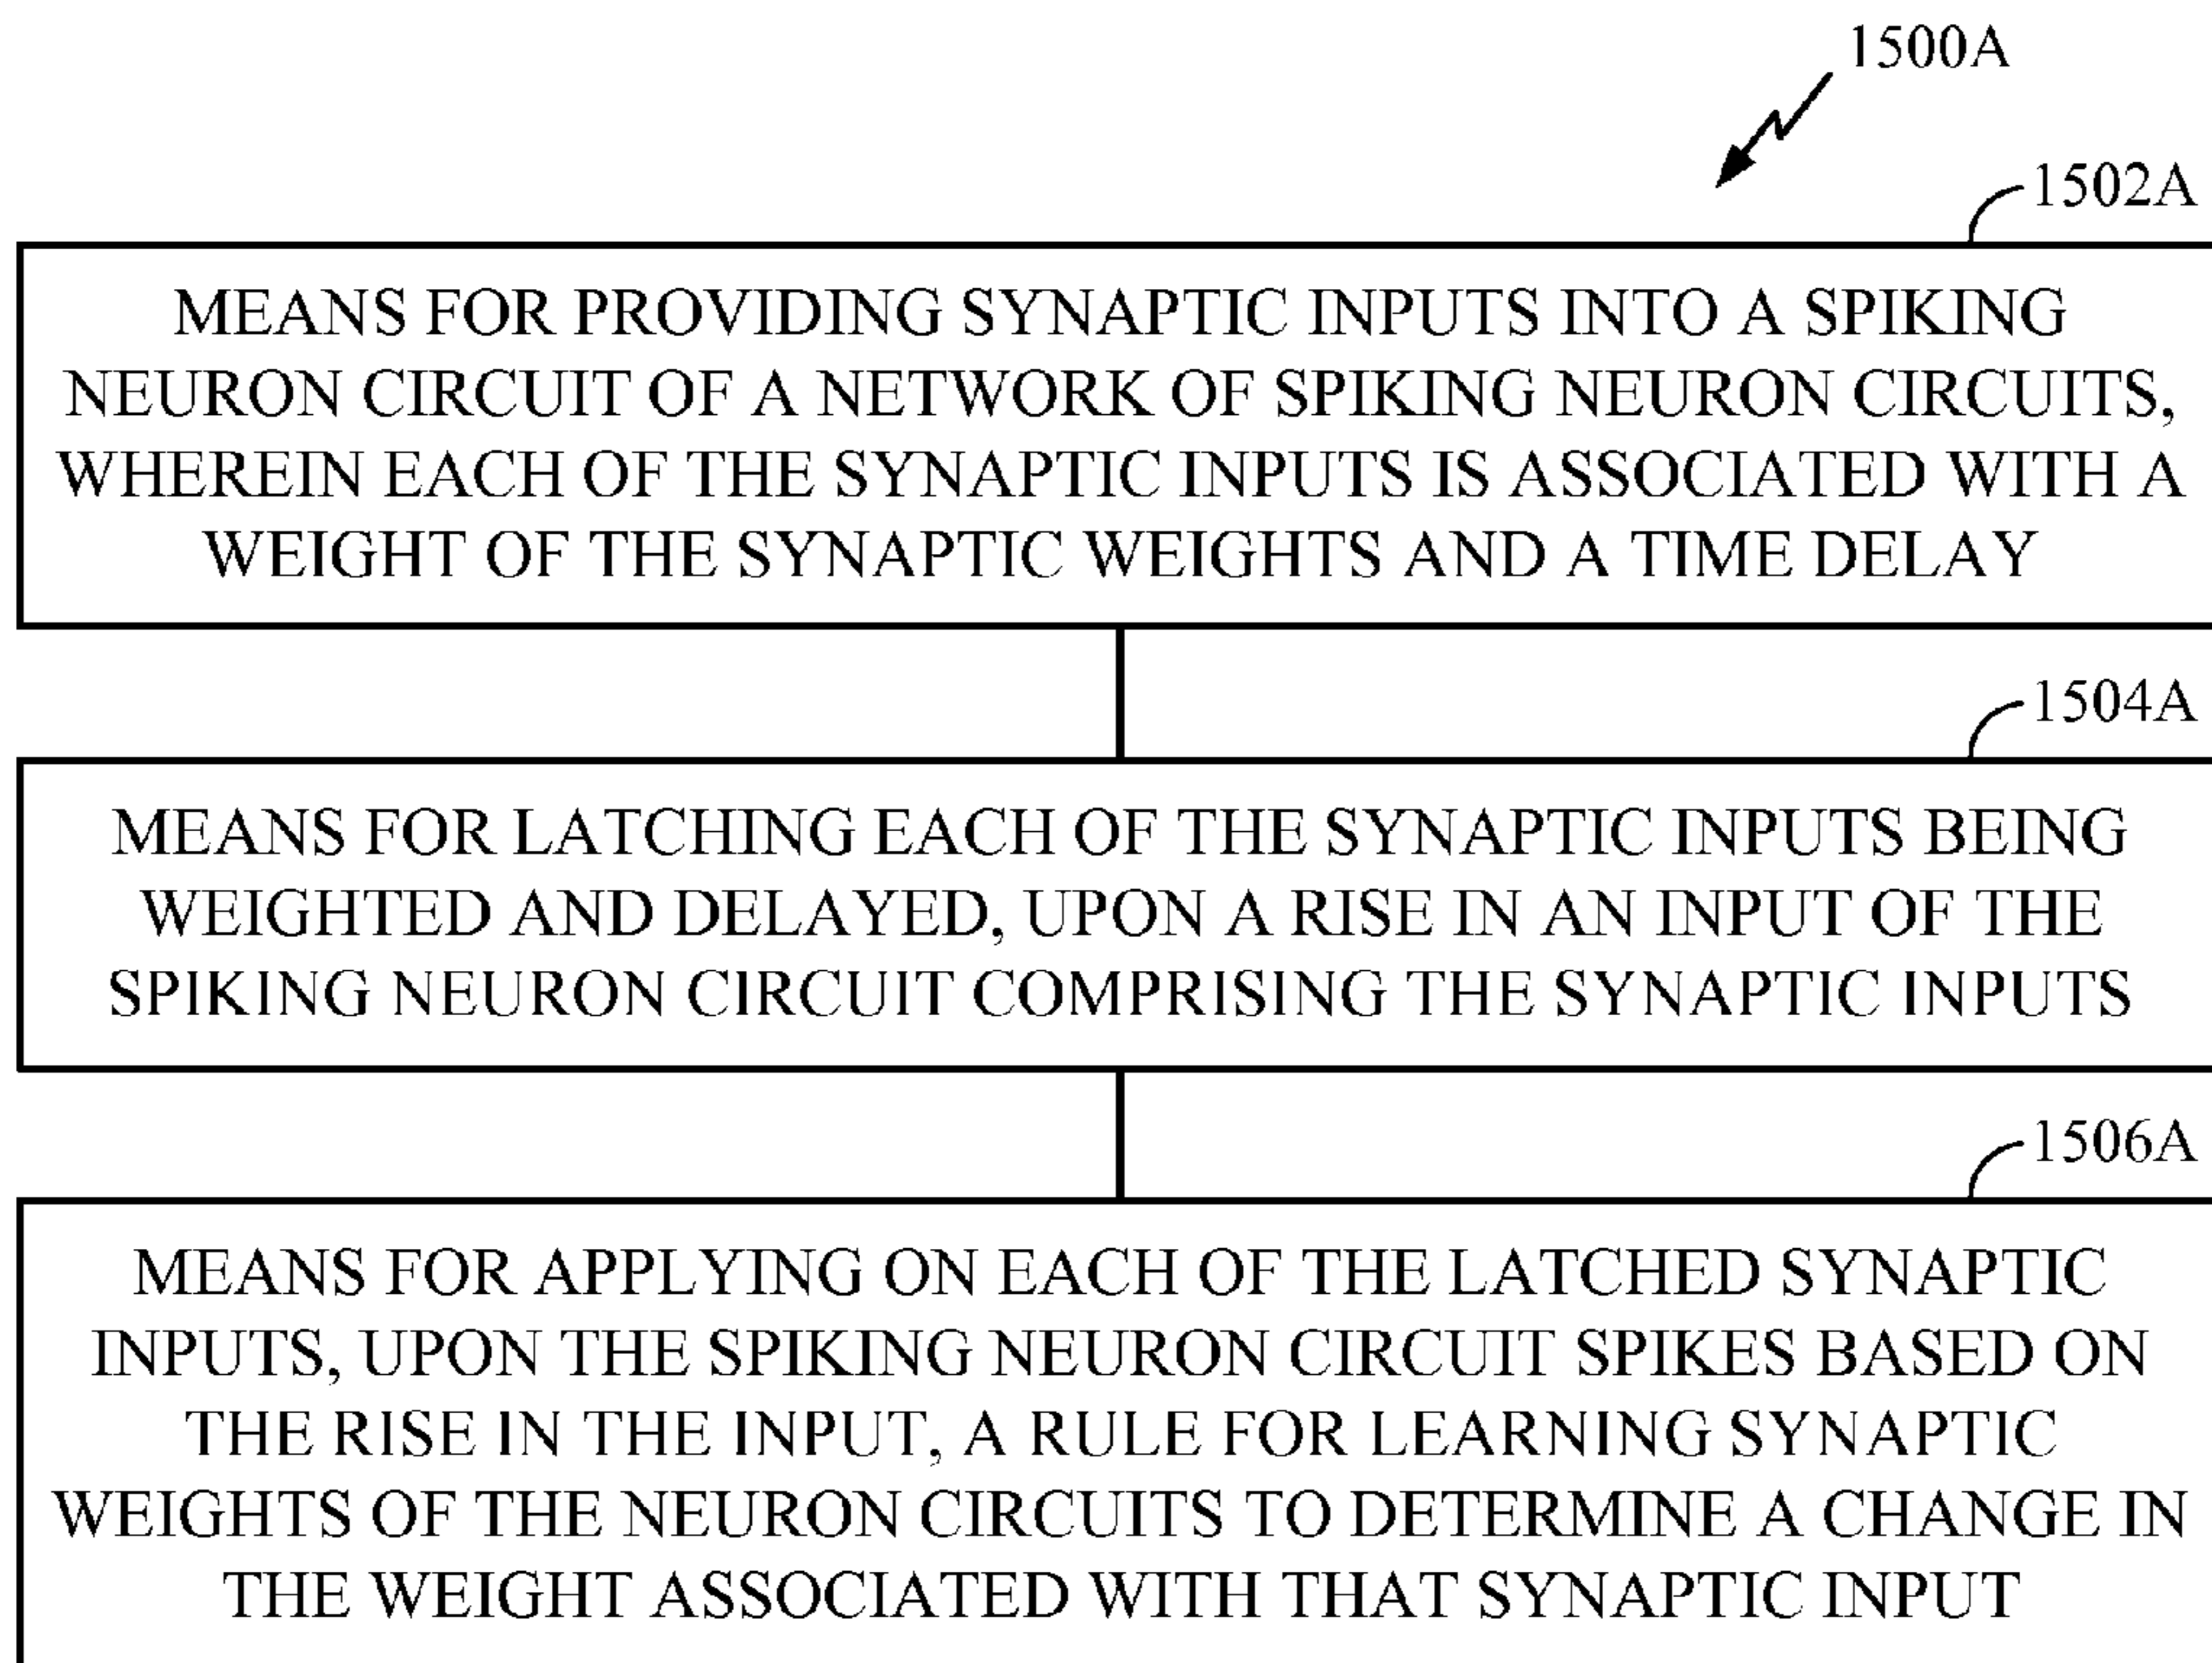 1500A
1502A
MEANS FOR PROVIDING SYNAPTIC INPUTS INTO A SPIKING
NEURON CIRCUIT OF A NETWORK OF SPIKING NEURON CIRCUITS,
WHEREIN EACH OF THE SYNAPTIC INPUTS IS ASSOCIATED WITH A
WEIGHT OF THE SYNAPTIC WEIGHTS AND A TIME DELAY
1504A
MEANS FOR LATCHING EACH OF THE SYNAPTIC INPUTS BEING
WEIGHTED AND DELAYED, UPON A RISE IN AN INPUT OF THE
SPIKING NEURON CIRCUIT COMPRISING THE SYNAPTIC INPUTS
1506A
MEANS FOR APPLYING ON EACH OF THE LATCHED SYNAPTIC
INPUTS, UPON THE SPIKING NEURON CIRCUIT SPIKES BASED ON
THE RISE IN THE INPUT, A RULE FOR LEARNING SYNAPTIC
WEIGHTS OF THE NEURON CIRCUITS TO DETERMINE A CHANGE IN
THE WEIGHT ASSOCIATED WITH THAT SYNAPTIC INPUT